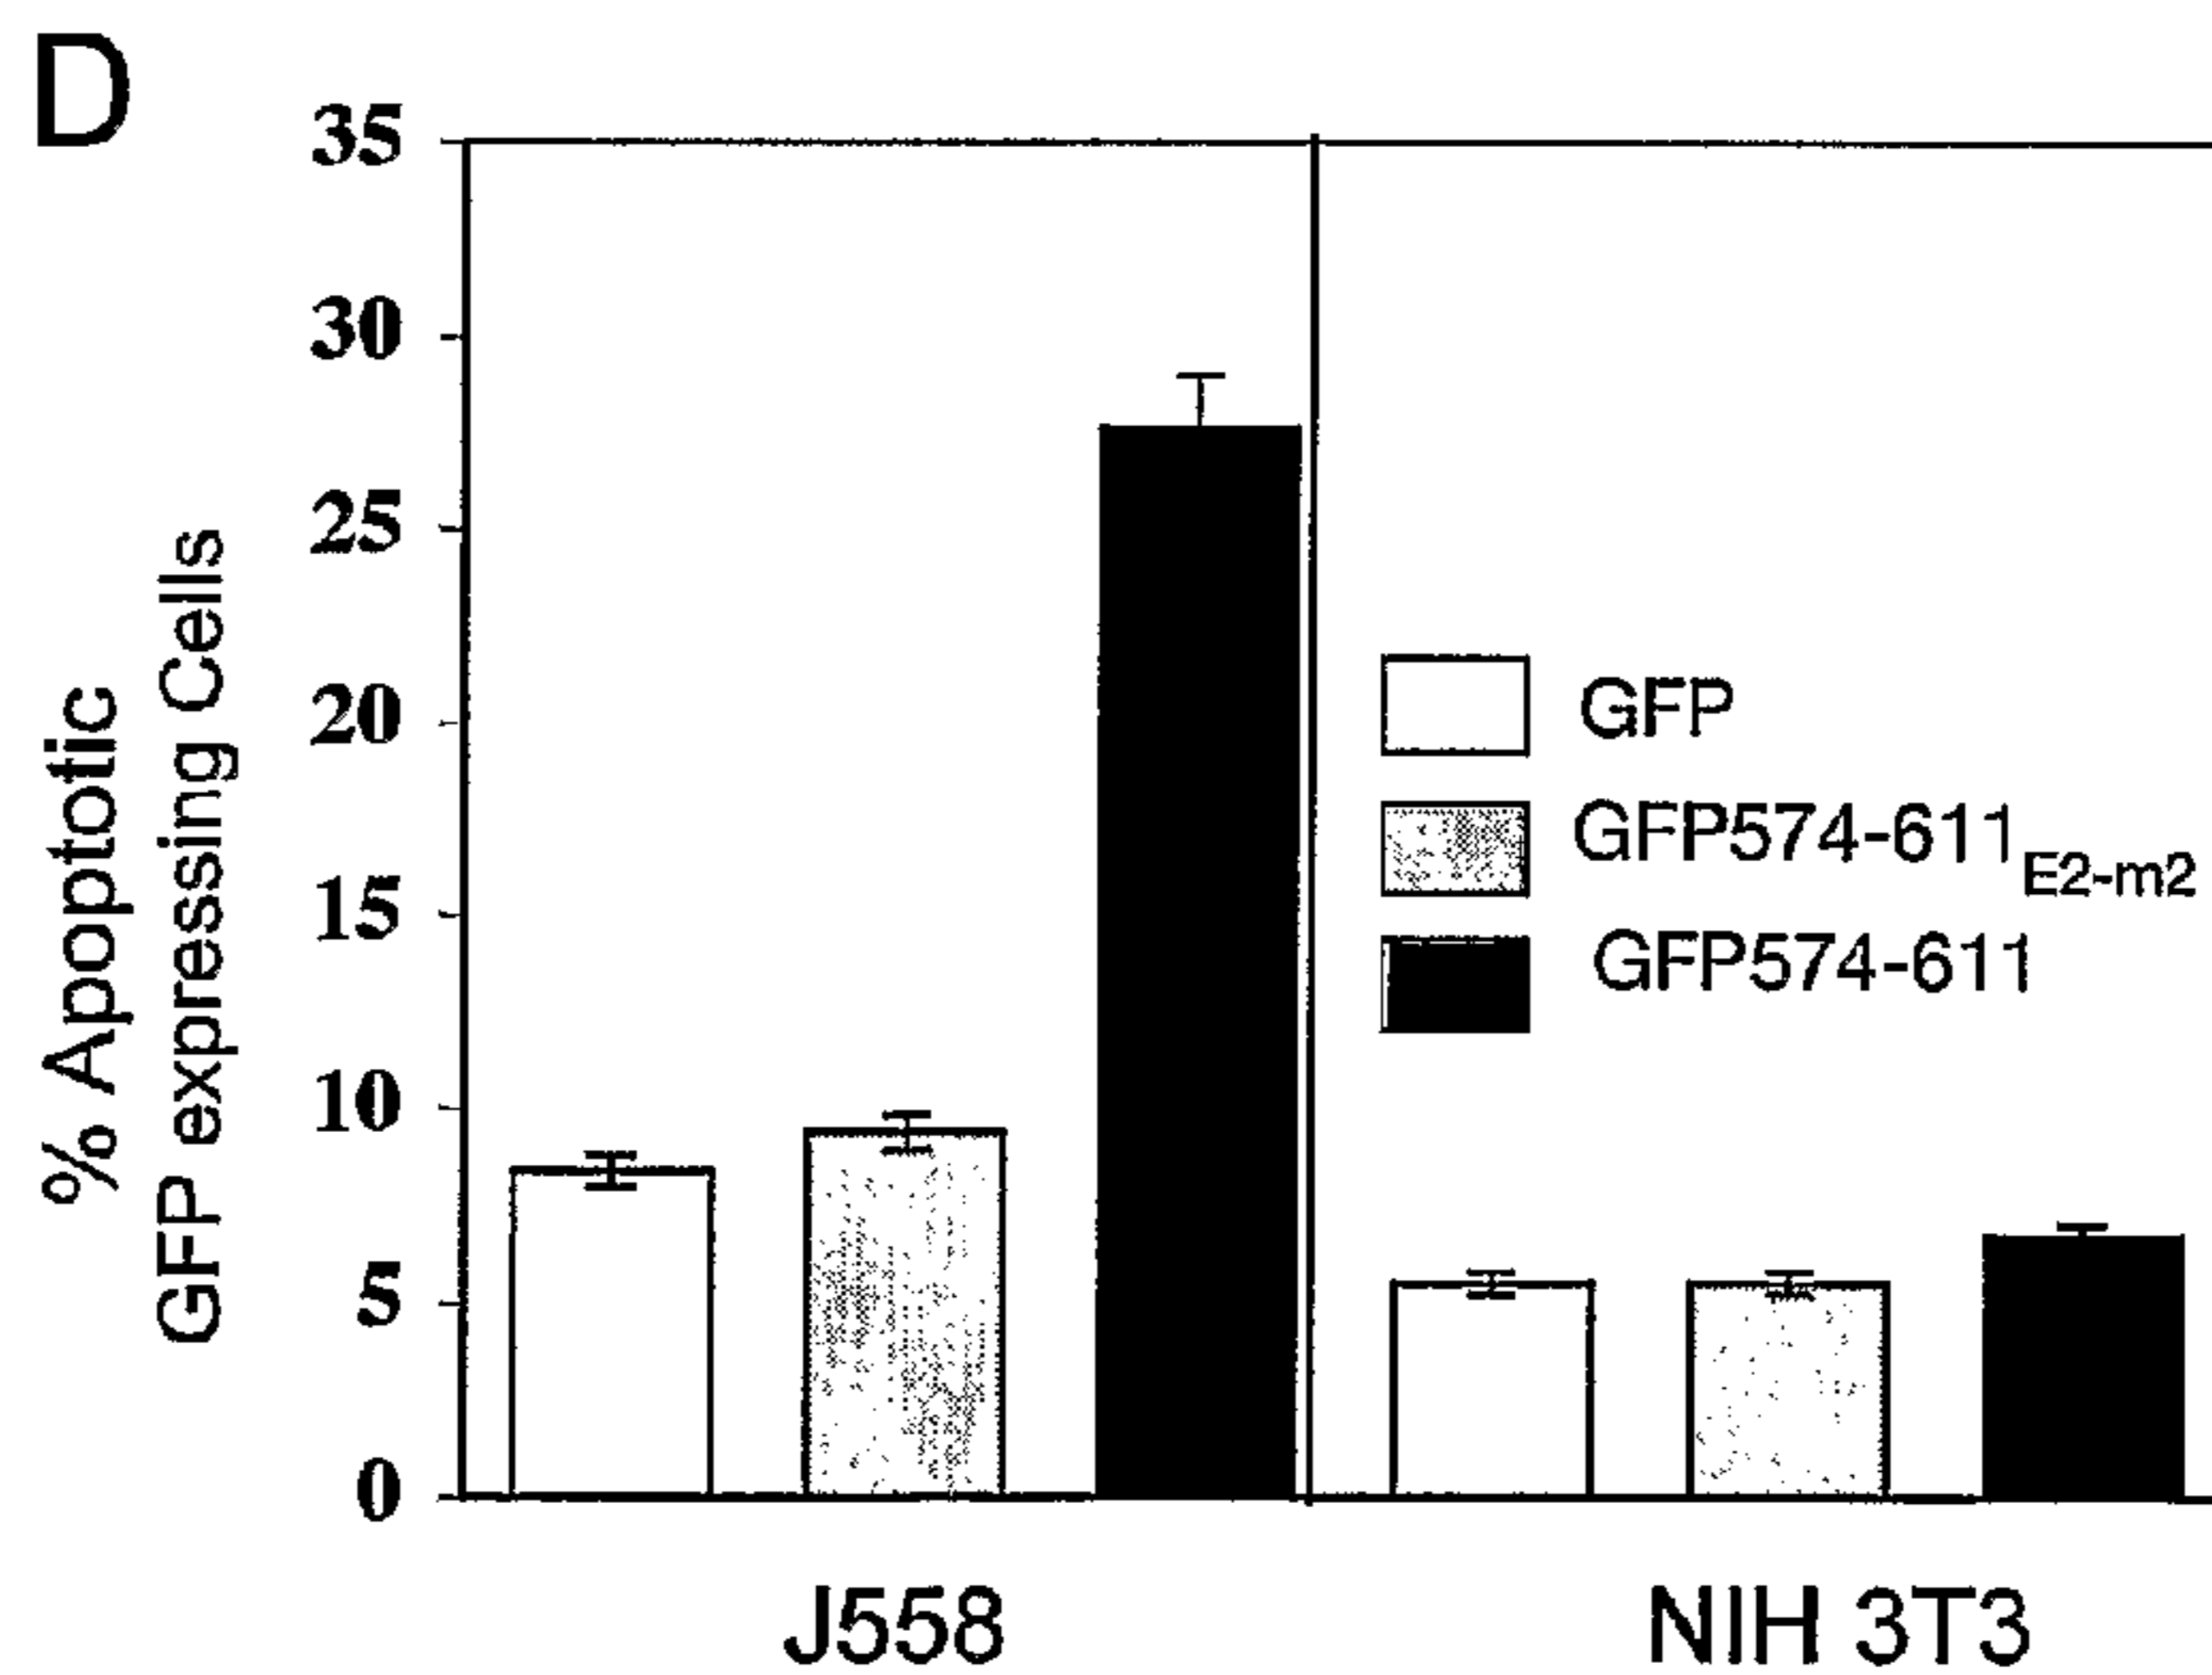 D
% Apoptotic
GFP expressing Cells
35
30
25
20
15
10
5
0
GFP
GFP574-611E2-m2
GFP574-611
J558
NIH 3T3